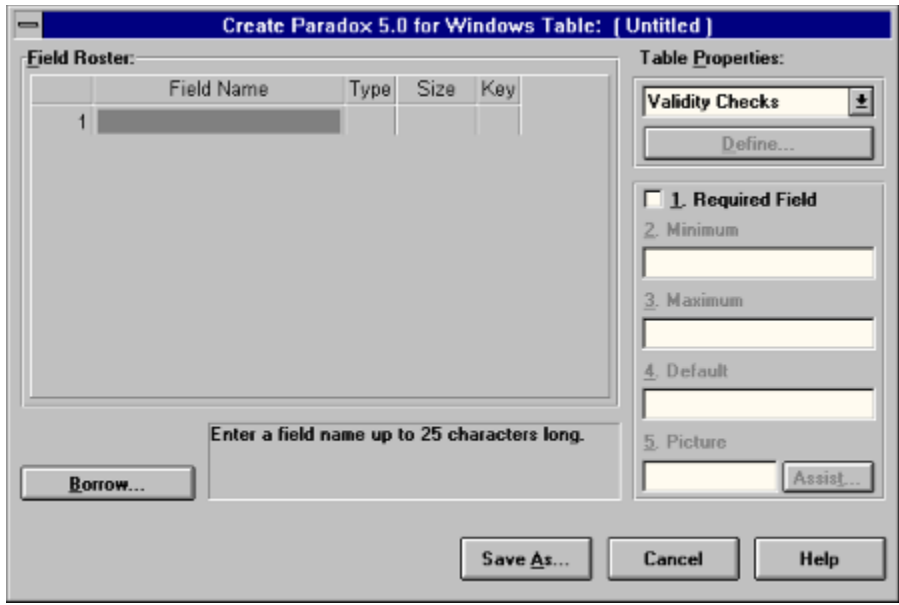 Create Paradox 5.0 for Windows Table: ( Untitled )
Field Roster:
Field Name Type Size Key
1
Enter a field name up to 25 characters long.
Borrow...
Table Properties:
Validity Checks
Define...
1. Required Field
2. Minimum
3. Maximum
4. Default
5. Picture
Assist...
Save As...
Cancel
Help